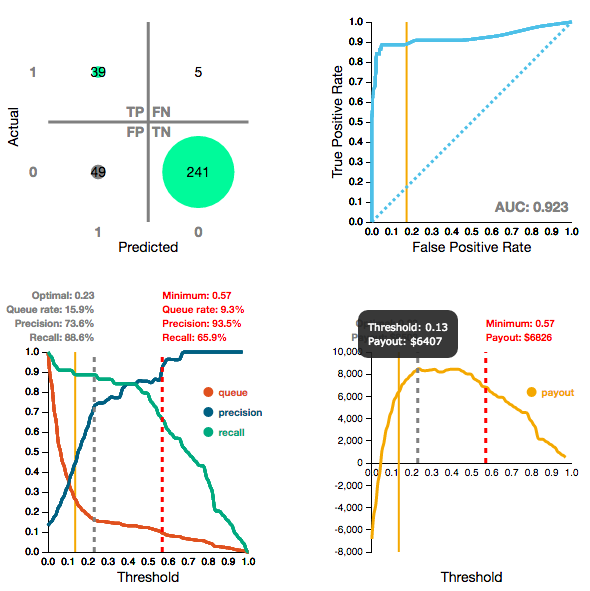 1
39
5
Actual
TP FN
FP TN
0
49
241
1
0
Predicted
1.0
0.9
0.8
0.7
0.6
0.5
0.4
0.3
0.2
0.1
0.0
True Positive Rate
AUC: 0.923
0.0 0.1 0.2 0.3 0.4 0.5 0.6 0.7 0.8 0.9 1.0
False Positive Rate
Optimal: 0.23
Queue rate: 15.9%
Precision: 73.6%
Recall: 88.6%
Minimum: 0.57
Queue rate: 9.3%
Precision: 93.5%
Recall: 65.9%
1.0
0.9
0.8
0.7
0.6
0.5
0.4
0.3
0.2
0.1
0.0
queue
precision
recall
0.0 0.1 0.2 0.3 0.4 0.5 0.6 0.7 0.8 0.9 1.0
Threshold
Threshold: 0.13
Payout: $6407
Minimum: 0.57
Payout: $6826
10,000
8,000
6,000
4,000
2,000
0
-2,000
-4,000
-6,000
-8,000
payout
0.0 0.1 0.2 0.3 0.4 0.5 0.6 0.7 0.8 0.9 1.0
Threshold